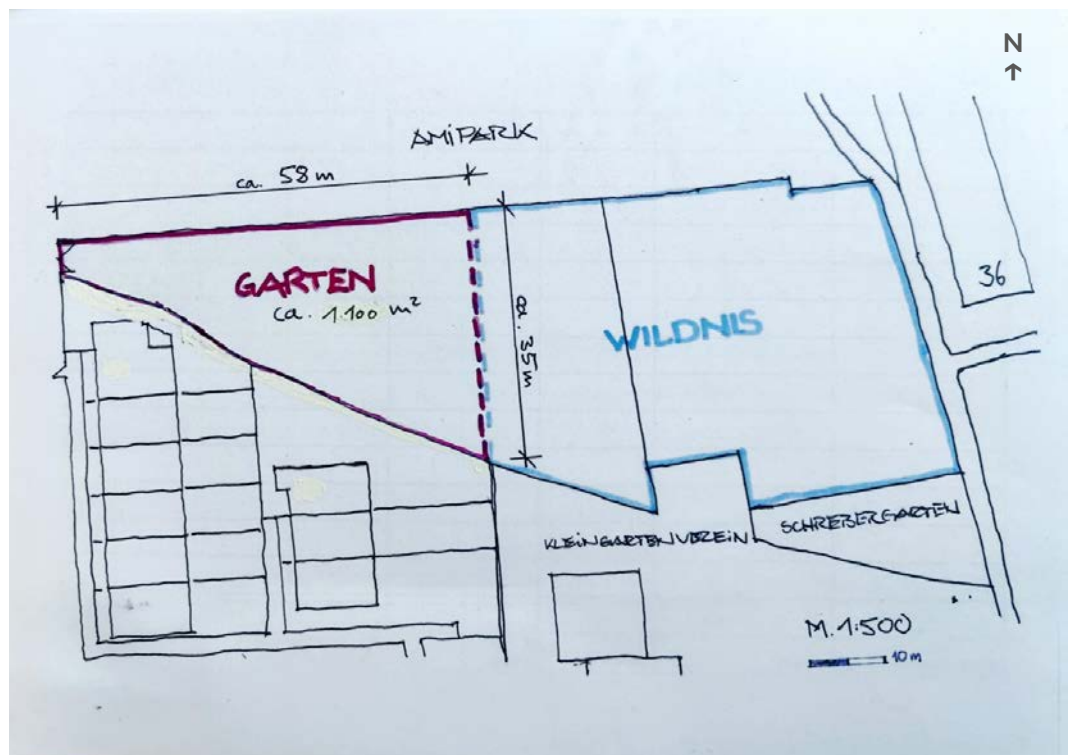 N
AMiPARK
ca. 58 m
GARTEN
ca. 1.100 m²
ca. 35 m
WILDNIS
36
KLEINGARTENVEREIN
SCHREBERGARTEN
M. 1:500
10 m